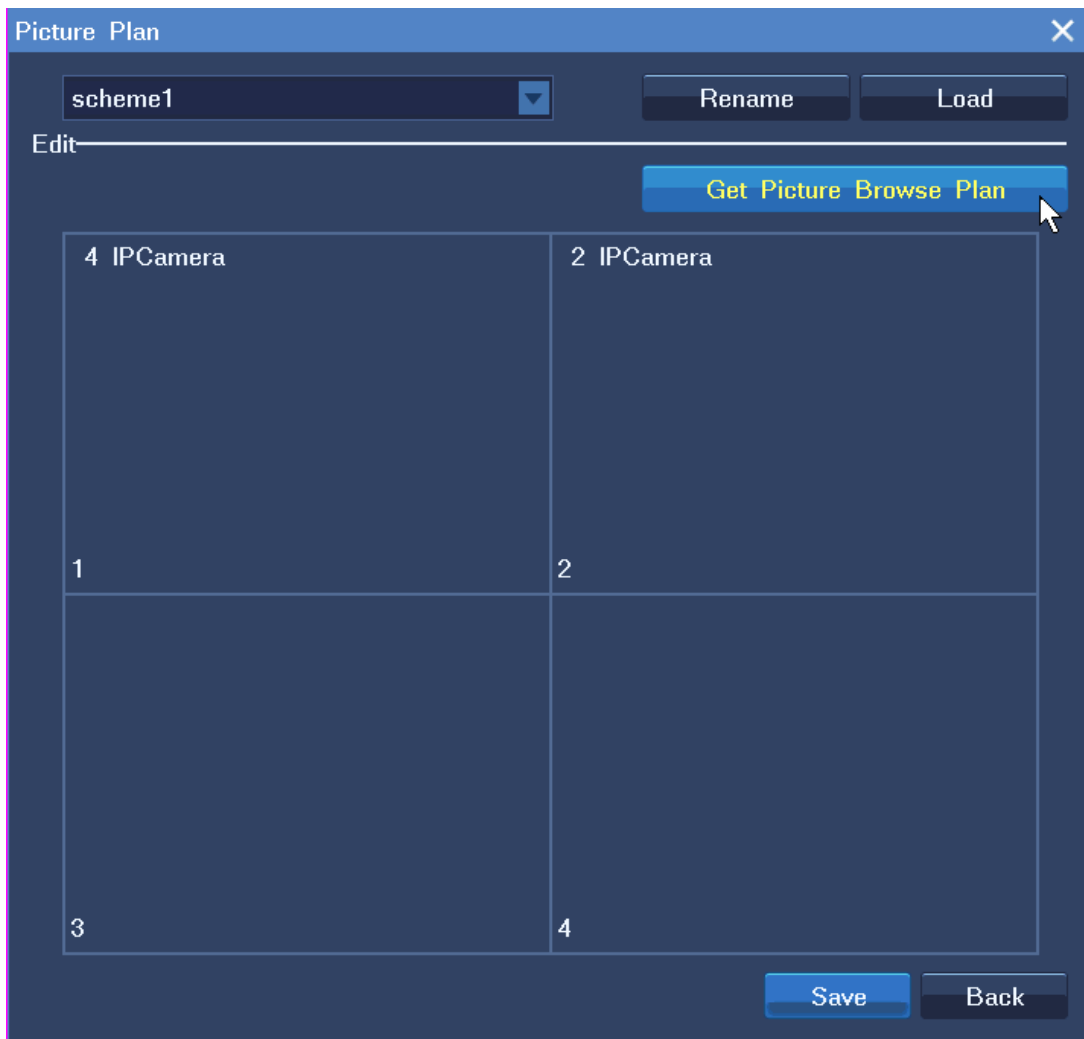 Picture Plan
scheme1 Rename Load
Edit
Get Picture Browse Plan
4 IPCamera 2 IPCamera
1 2
3 4
Save Back